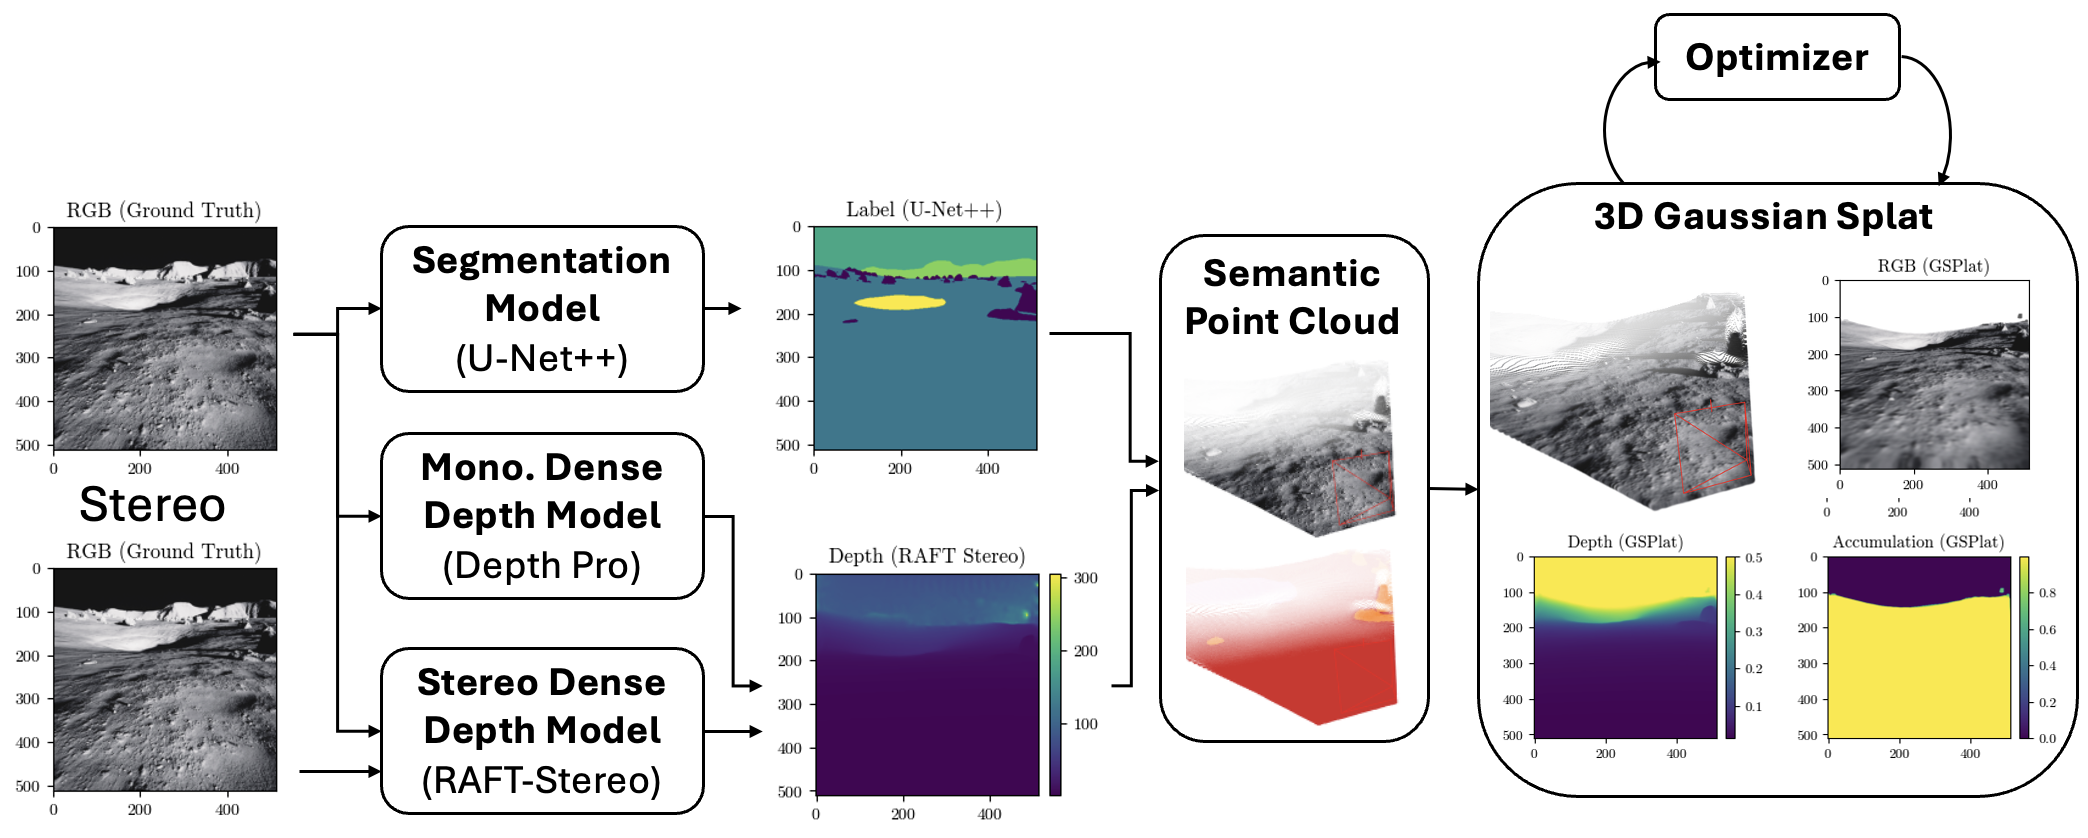 Optimizer
RGB (Ground Truth)
0
100
200
300
400
500
0 200 400
Stereo
RGB (Ground Truth)
0
100
200
300
400
500
0 200 400
Segmentation
Model
(U-Net++)
Mono. Dense
Depth Model
(Depth Pro)
Stereo Dense
Depth Model
(RAFT-Stereo)
Label (U-Net++)
0
100
200
300
400
500
0 200 400
Depth (RAFT Stereo)
0
100
200
300
400
500
0 200 400
300
200
100
Semantic
Point Cloud
3D Gaussian Splat
RGB (GSPlat)
0
100
200
300
400
500
0 200 400
0 200 400
Depth (GSPlat)
0
100
200
300
400
500
0 200 400
0.5
0.4
0.3
0.2
0.1
Accumulation (GSPlat)
0
100
200
300
400
500
0 200 400
0.8
0.6
0.4
0.2
0.0